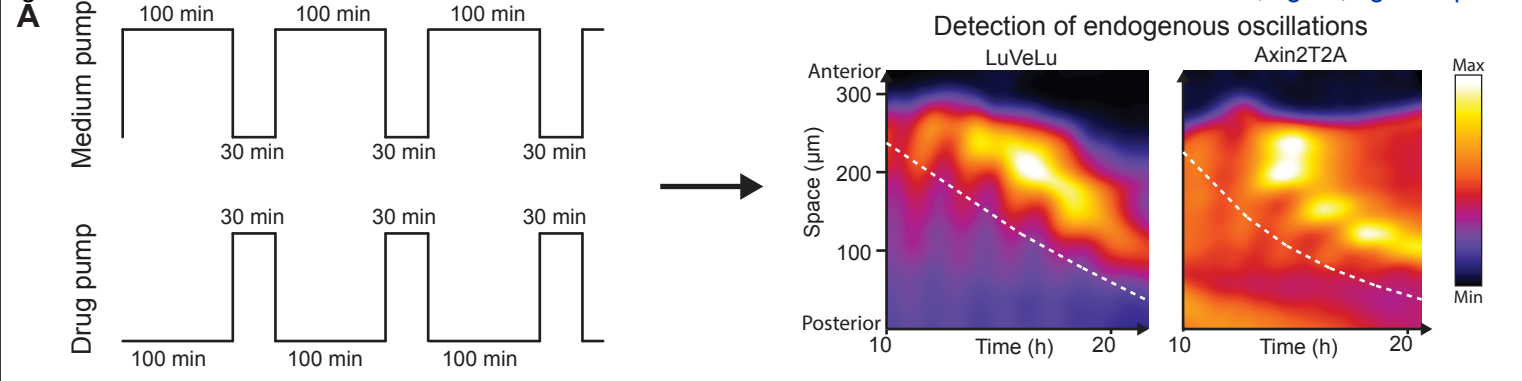 A
Medium pump
100 min
100 min
100 min
30 min
30 min
30 min
Drug pump
30 min
30 min
30 min
100 min
100 min
100 min
Detection of endogenous oscillations
LuVeLu
Axin2T2A
Anterior
300
200
100
Posterior
Space (µm)
10
Time (h)
20
10
Time (h)
20
Max
Min